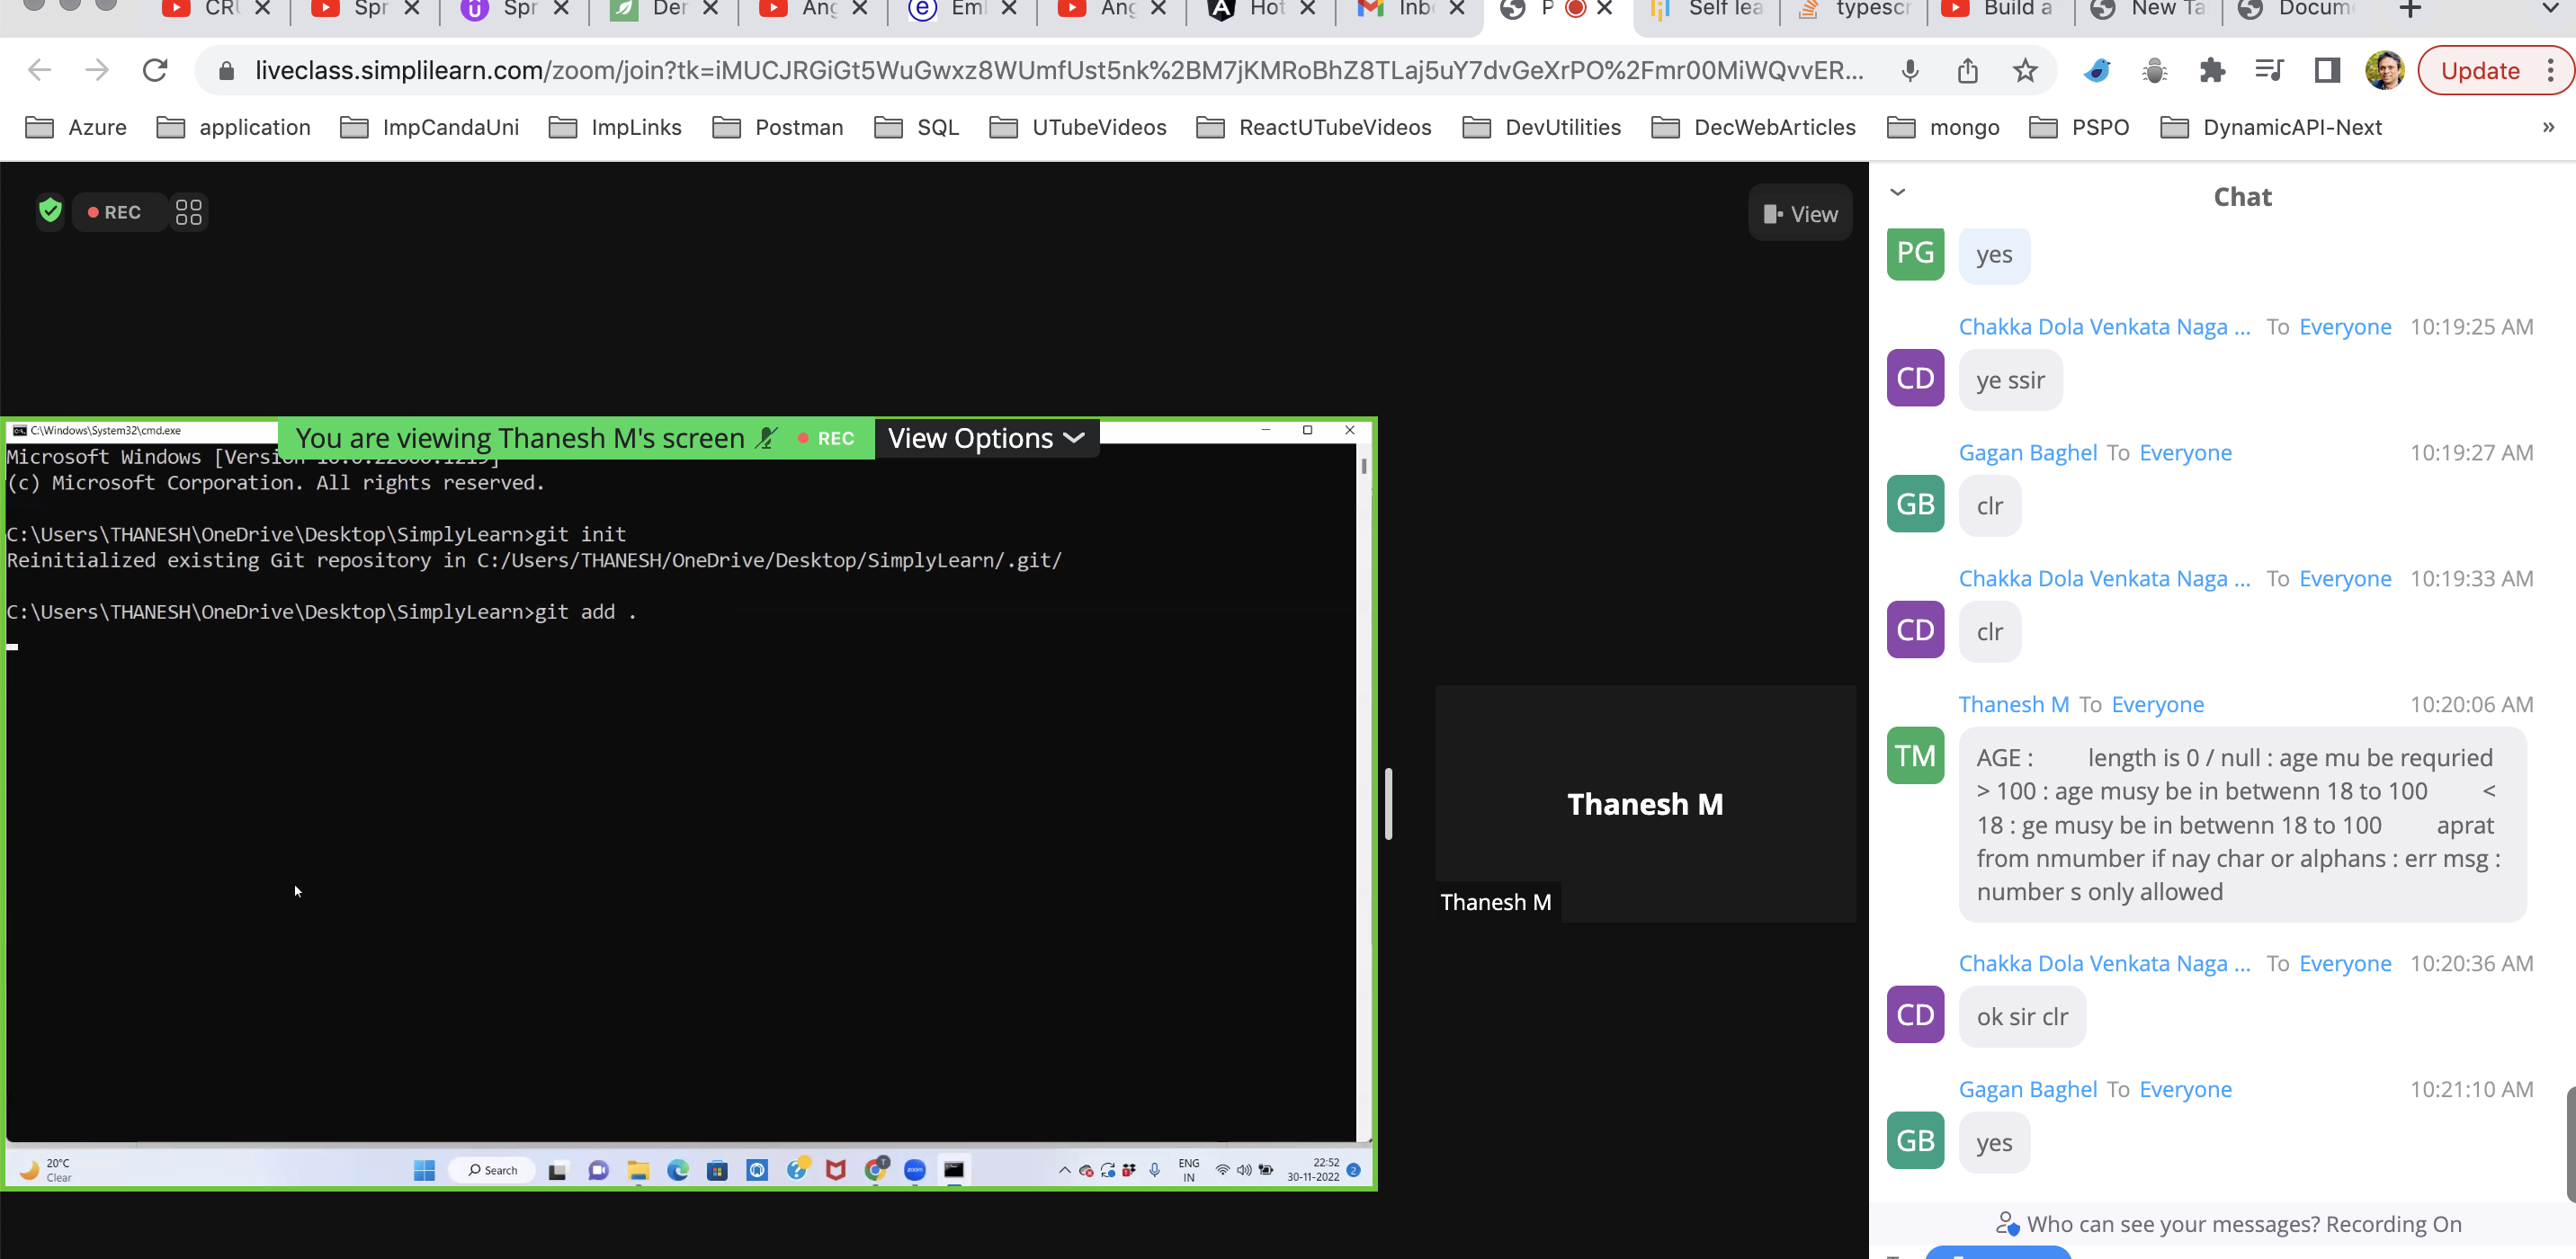 CRU
Spr
Spr
Der
Ang
Em
Ang
Hot
Inb
P
Self lea
typescr
Build a
New Ta
Docum
liveclass.simplilearn.com/zoom/join?tk=iMUCJRGiGt5WuGwxz8WUmfUst5nk%2BM7jKMRoBhZ8TLaj5uY7dvGeXrPO%2Fmr00MiWQvvER...
Update
Azure
application
ImpCandaUni
ImpLinks
Postman
SQL
UTubeVideos
ReactUTubeVideos
DevUtilities
DecWebArticles
mongo
PSPO
DynamicAPI-Next
»
REC
View
C:\Windows\System32\cmd.exe
You are viewing Thanesh M's screen
REC
View Options
Microsoft Windows [Versi
(c) Microsoft Corporation. All rights reserved.
C:\Users\THANESH\OneDrive\Desktop\SimplyLearn>git init
Reinitialized existing Git repository in C:/Users/THANESH/OneDrive/Desktop/SimplyLearn/.git/
C:\Users\THANESH\OneDrive\Desktop\SimplyLearn>git add .
20°C
Clear
Search
ENG
IN
22:52
30-11-2022
2
Thanesh M
Thanesh M
Chat
PG
yes
Chakka Dola Venkata Naga ... To Everyone 10:19:25 AM
CD
ye ssir
Gagan Baghel To Everyone 10:19:27 AM
GB
clr
Chakka Dola Venkata Naga ... To Everyone 10:19:33 AM
CD
clr
Thanesh M To Everyone 10:20:06 AM
TM
AGE : length is 0 / null : age mu be requried
> 100 : age musy be in betwenn 18 to 100 <
18 : ge musy be in betwenn 18 to 100 aprat
from nmumber if nay char or alphans : err msg :
number s only allowed
Chakka Dola Venkata Naga ... To Everyone 10:20:36 AM
CD
ok sir clr
Gagan Baghel To Everyone 10:21:10 AM
GB
yes
Who can see your messages? Recording On